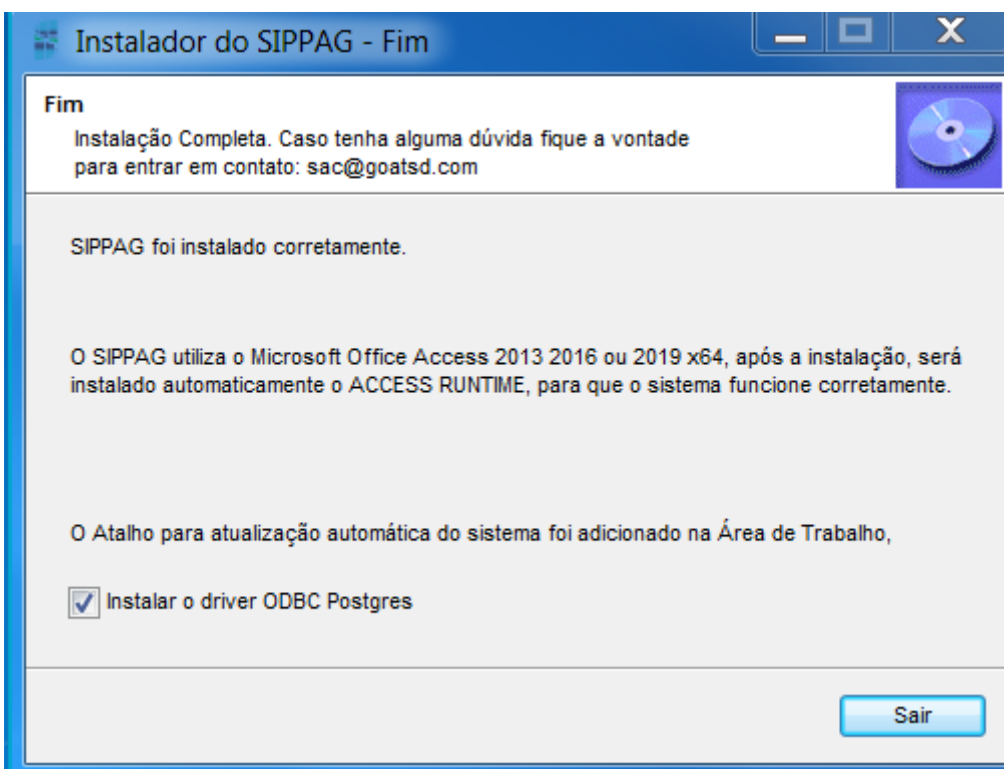 Instalador do SIPPAG - Fim
Fim
Instalação Completa. Caso tenha alguma dúvida fique a vontade
para entrar em contato: sac@goatsd.com
SIPPAG foi instalado corretamente.
O SIPPAG utiliza o Microsoft Office Access 2013 2016 ou 2019 x64, após a instalação, será
instalado automaticamente o ACCESS RUNTIME, para que o sistema funcione corretamente.
O Atalho para atualização automática do sistema foi adicionado na Área de Trabalho,
Instalar o driver ODBC Postgres
Sair